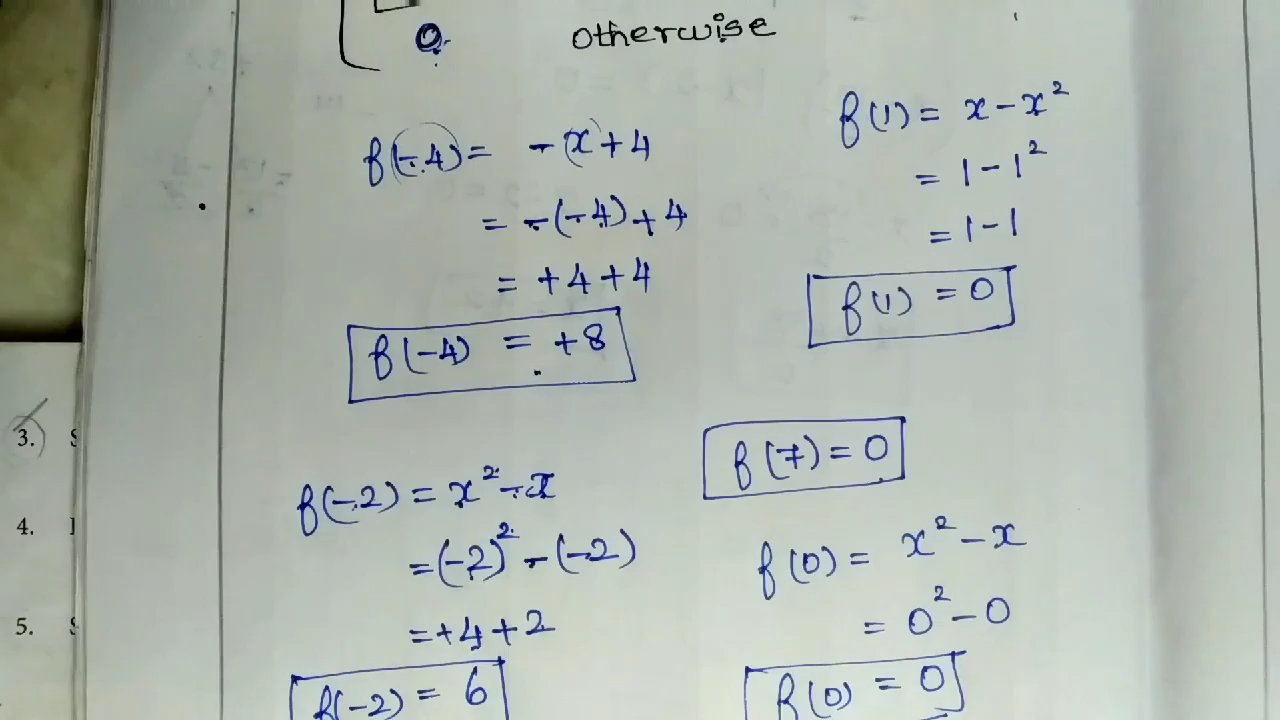 0 otherwise
f(-4) = -(x)+4
= -(-4)+4
= +4+4
f(-4) = +8
f(1) = x-x²
= 1-1²
= 1-1
f(1) = 0
f(7) = 0
f(-2) = x²-x
= (-2)²-(-2)
= +4+2
f(-2) = 6
f(0) = x²-x
= 0²-0
f(0) = 0
3.
4.
5.